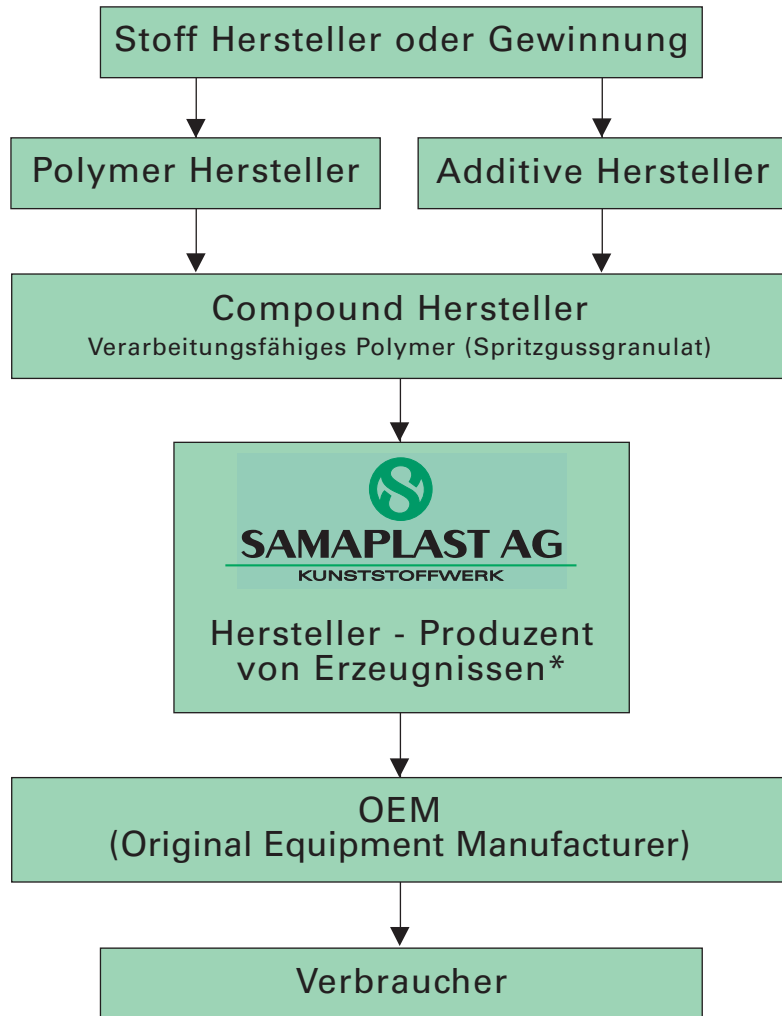 Stoff Hersteller oder Gewinnung
Polymer Hersteller
Additive Hersteller
Compound Hersteller
Verarbeitungsfähiges Polymer (Spritzgussgranulat)
S
SAMAPLAST AG
KUNSTSTOFFWERK
Hersteller - Produzent
von Erzeugnissen*
OEM
(Original Equipment Manufacturer)
Verbraucher